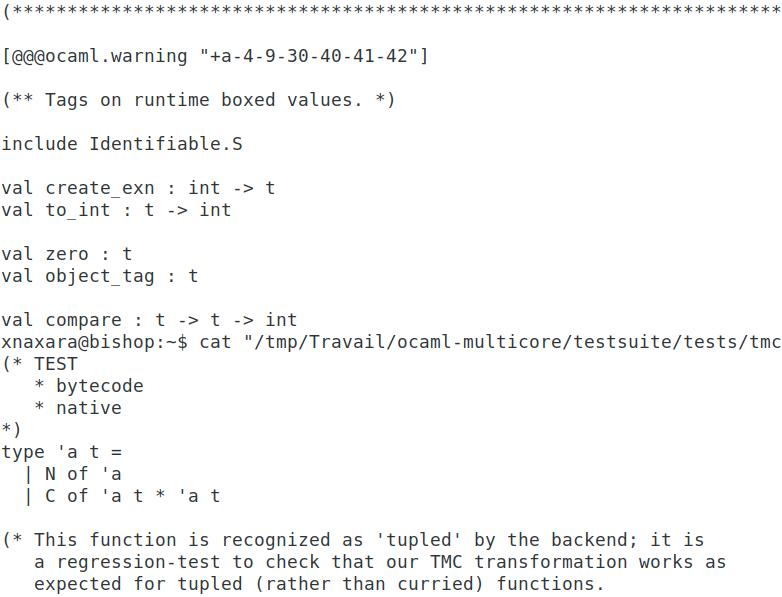 (**********************************************************************
[@@@ocaml.warning "+a-4-9-30-40-41-42"]
(** Tags on runtime boxed values. *)
include Identifiable.S
val create_exn : int -> t
val to_int : t -> int
val zero : t
val object_tag : t
val compare : t -> t -> int
xnaxara@bishop:~$ cat "/tmp/Travail/ocaml-multicore/testsuite/tests/tmc
(* TEST
   * bytecode
   * native
*)
type 'a t =
  | N of 'a
  | C of 'a t * 'a t
(* This function is recognized as 'tupled' by the backend; it is
   a regression-test to check that our TMC transformation works as
   expected for tupled (rather than curried) functions.